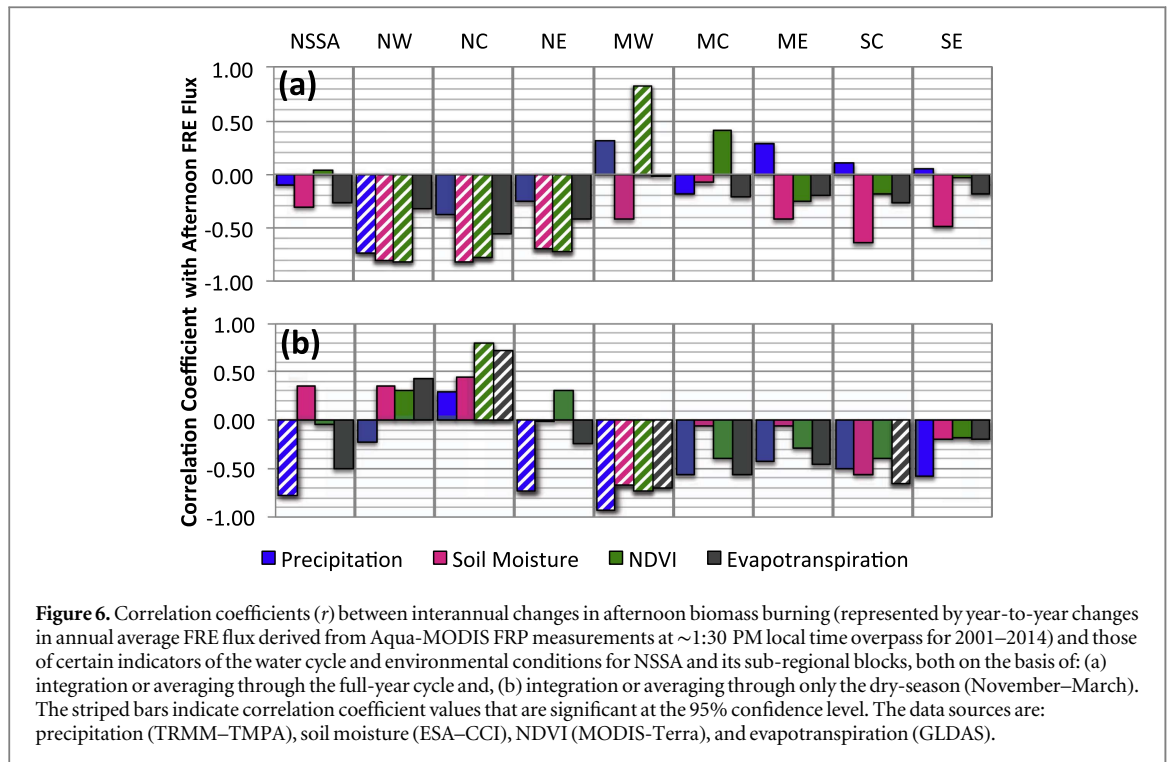 NSSA NW NC NE MW MC ME SC SE
Correlation Coefficient with Afternoon FRE Flux
(a)
1.00
0.50
0.00
-0.50
-1.00
(b)
1.00
0.50
0.00
-0.50
-1.00
Precipitation Soil Moisture NDVI Evapotranspiration
Figure 6. Correlation coefficients (r) between interannual changes in afternoon biomass burning (represented by year-to-year changes
in annual average FRE flux derived from Aqua-MODIS FRP measurements at ~1:30 PM local time overpass for 2001–2014) and those
of certain indicators of the water cycle and environmental conditions for NSSA and its sub-regional blocks, both on the basis of: (a)
integration or averaging through the full-year cycle and, (b) integration or averaging through only the dry-season (November–March).
The striped bars indicate correlation coefficient values that are significant at the 95% confidence level. The data sources are:
precipitation (TRMM–TMPA), soil moisture (ESA–CCI), NDVI (MODIS-Terra), and evapotranspiration (GLDAS).